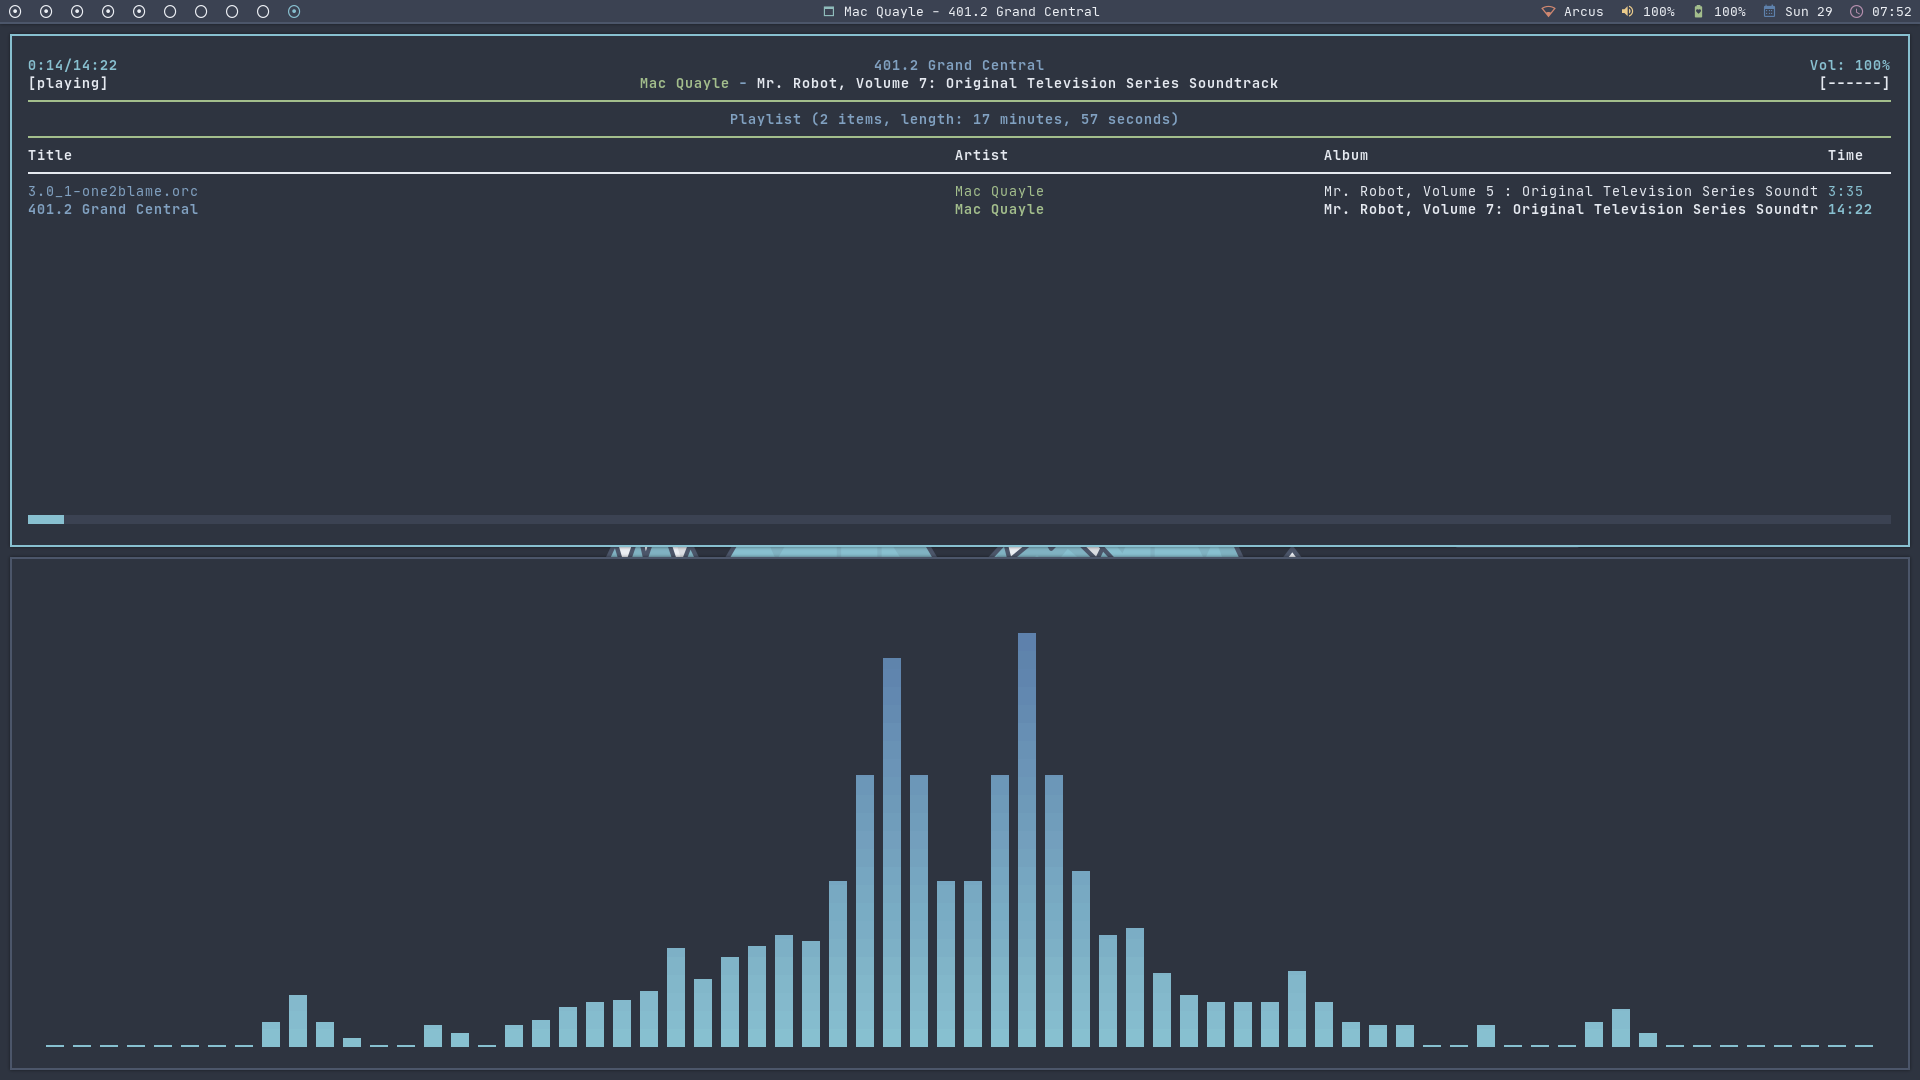 Mac Quayle - 401.2 Grand Central
Arcus 100% 100% Sun 29 07:52
0:14/14:22 401.2 Grand Central Vol: 100%
[playing] Mac Quayle - Mr. Robot, Volume 7: Original Television Series Soundtrack [------]
Playlist (2 items, length: 17 minutes, 57 seconds)
Title Artist Album Time
3.0_1-one2blame.orc Mac Quayle Mr. Robot, Volume 5 : Original Television Series Soundt 3:35
401.2 Grand Central Mac Quayle Mr. Robot, Volume 7: Original Television Series Soundtr 14:22